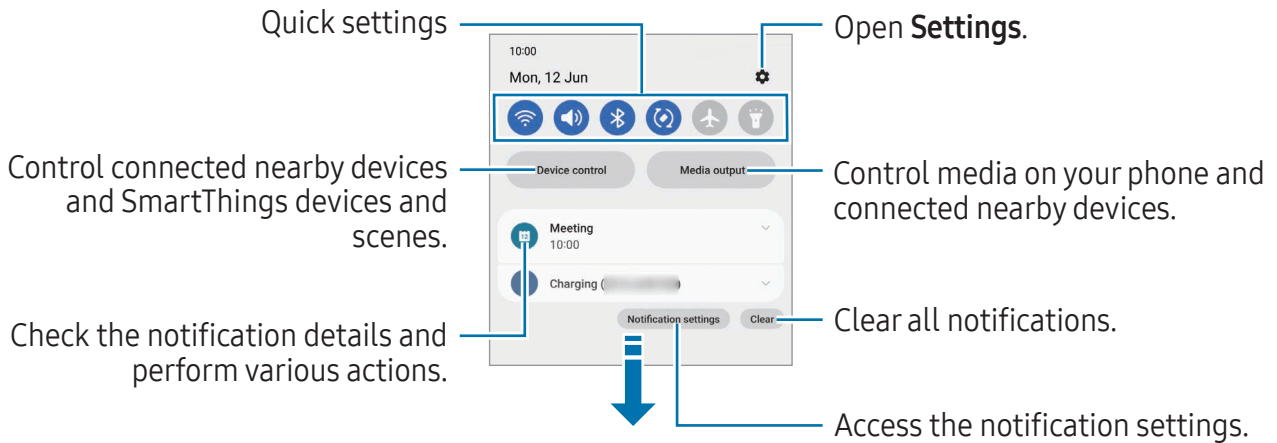 Quick settings
Open Settings.
10:00
Mon, 12 Jun
Control connected nearby devices
and SmartThings devices and
scenes.
Device control
Media output
Control media on your phone and
connected nearby devices.
Meeting
10:00
12
Charging (
Notification settings
Clear
Check the notification details and
perform various actions.
Clear all notifications.
Access the notification settings.